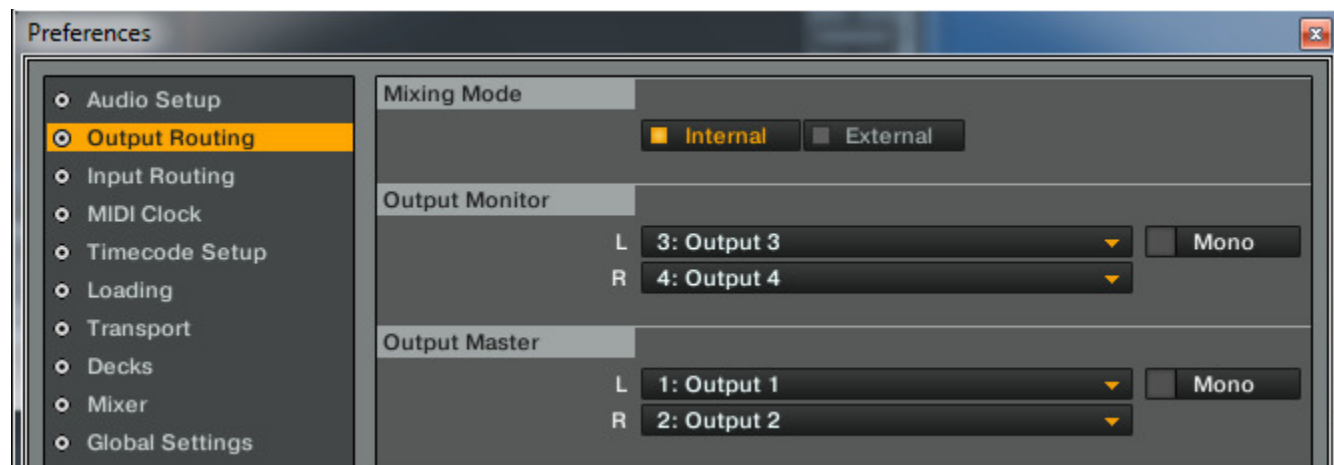 Preferences
Audio Setup
Output Routing
Input Routing
MIDI Clock
Timecode Setup
Loading
Transport
Decks
Mixer
Global Settings
Mixing Mode
Internal External
Output Monitor
L 3: Output 3 Mono
R 4: Output 4
Output Master
L 1: Output 1 Mono
R 2: Output 2